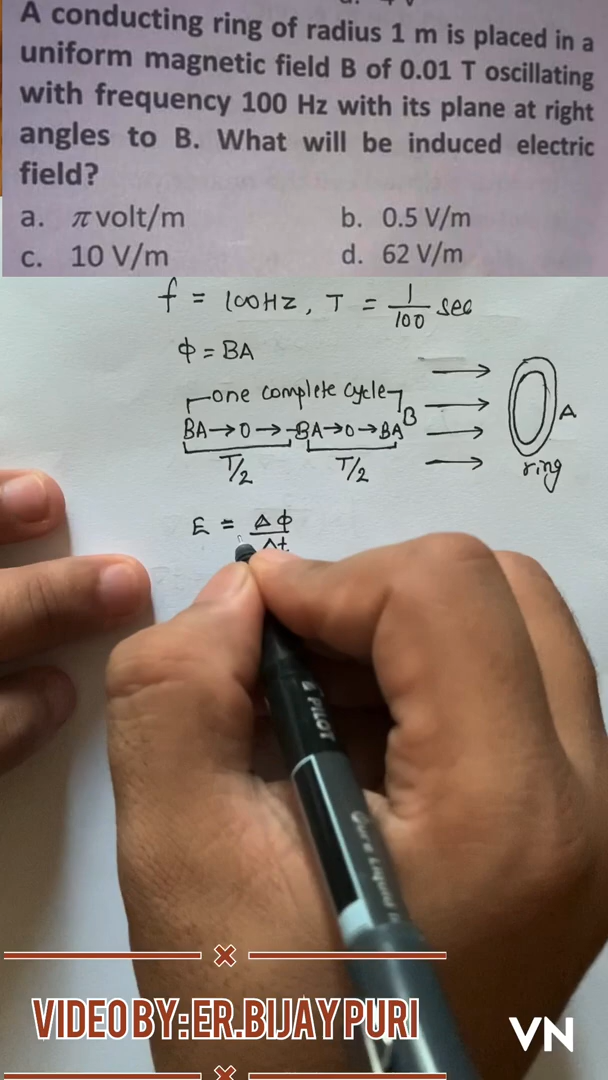 A conducting ring of radius 1 m is placed in a
uniform magnetic field B of 0.01 T oscillating
with frequency 100 Hz with its plane at right
angles to B. What will be induced electric
field?
a. π volt/m b. 0.5 V/m
c. 10 V/m d. 62 V/m
f = 100HZ, T = 1/100 sec
ϕ = BA
one complete cycle
B
BA→0→-BA→0→BA
A
T/2 T/2
ring
E = Δϕ/Δt
PILOT
VIDEO BY: ER.BIJAY PURI
VN